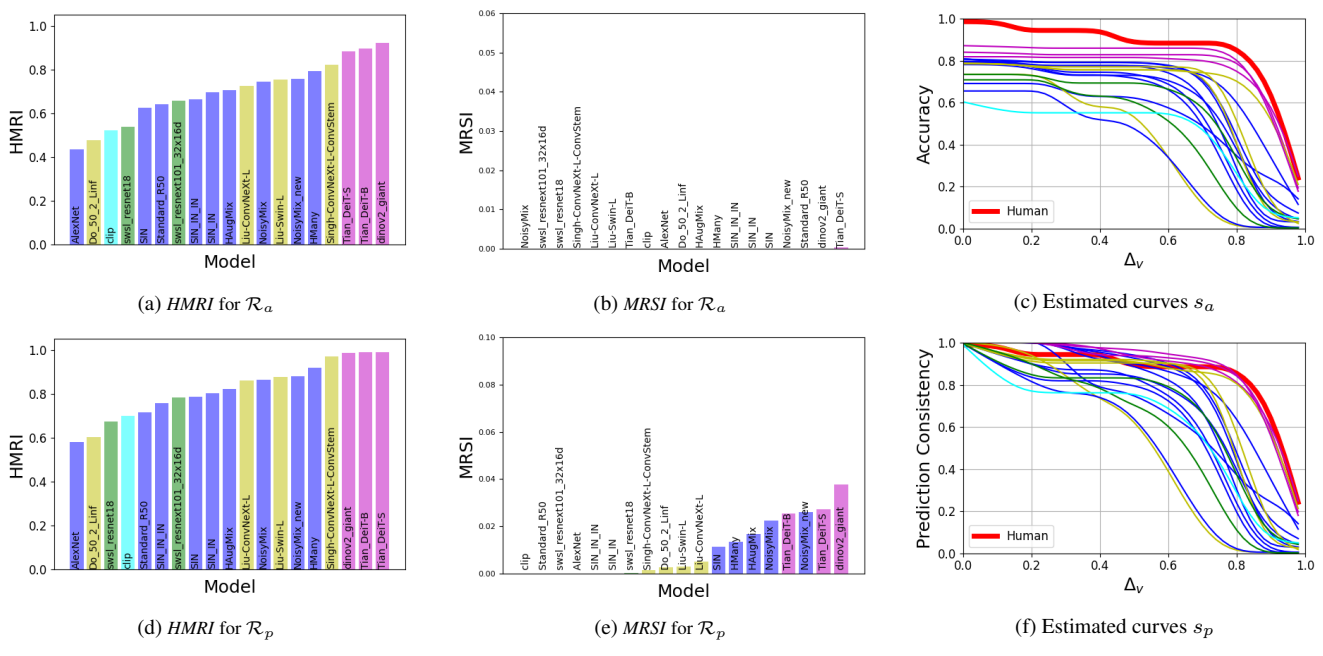 1.0
0.8
0.6
0.4
0.2
0.0
HMRI
AlexNet
Do_50_2_Linf
clip
swsl_resnet18
SIN
Standard_R50
swsl_resnext101_32x16d
SIN_IN_IN
SIN_IN
HAugMix
Liu-ConvNeXt-L
NoisyMix
Liu-Swin-L
NoisyMix_new
HMany
Singh-ConvNeXt-L-ConvStem
Tian_DeiT-S
Tian_DeiT-B
dinov2_giant
Model
(a) HMRI for ℛₐ
0.06
0.05
0.04
0.03
0.02
0.01
0.00
MRSI
NoisyMix
swsl_resnext101_32x16d
swsl_resnet18
Singh-ConvNeXt-L-ConvStem
Liu-ConvNeXt-L
Liu-Swin-L
Tian_DeiT-B
clip
AlexNet
Do_50_2_Linf
HAugMix
HMany
SIN_IN_IN
SIN_IN
SIN
NoisyMix_new
Standard_R50
dinov2_giant
Tian_DeiT-S
Model
(b) MRSI for ℛₐ
1.0
0.8
0.6
0.4
0.2
0.0
Accuracy
Human
0.0 0.2 0.4 0.6 0.8 1.0
Δᵥ
(c) Estimated curves sₐ
1.0
0.8
0.6
0.4
0.2
0.0
HMRI
AlexNet
Do_50_2_Linf
swsl_resnet18
clip
Standard_R50
SIN_IN_IN
swsl_resnext101_32x16d
SIN
SIN_IN
HAugMix
Liu-ConvNeXt-L
NoisyMix
Liu-Swin-L
NoisyMix_new
HMany
Singh-ConvNeXt-L-ConvStem
dinov2_giant
Tian_DeiT-B
Tian_DeiT-S
Model
(d) HMRI for ℛₚ
0.10
0.08
0.06
0.04
0.02
0.00
MRSI
clip
Standard_R50
swsl_resnext101_32x16d
AlexNet
SIN_IN_IN
SIN_IN
swsl_resnet18
Singh-ConvNeXt-L-ConvStem
Do_50_2_Linf
Liu-Swin-L
Liu-ConvNeXt-L
SIN
HMany
HAugMix
NoisyMix
Tian_DeiT-B
NoisyMix_new
Tian_DeiT-S
dinov2_giant
Model
(e) MRSI for ℛₚ
1.0
0.8
0.6
0.4
0.2
0.0
Prediction Consistency
Human
0.0 0.2 0.4 0.6 0.8 1.0
Δᵥ
(f) Estimated curves sₚ